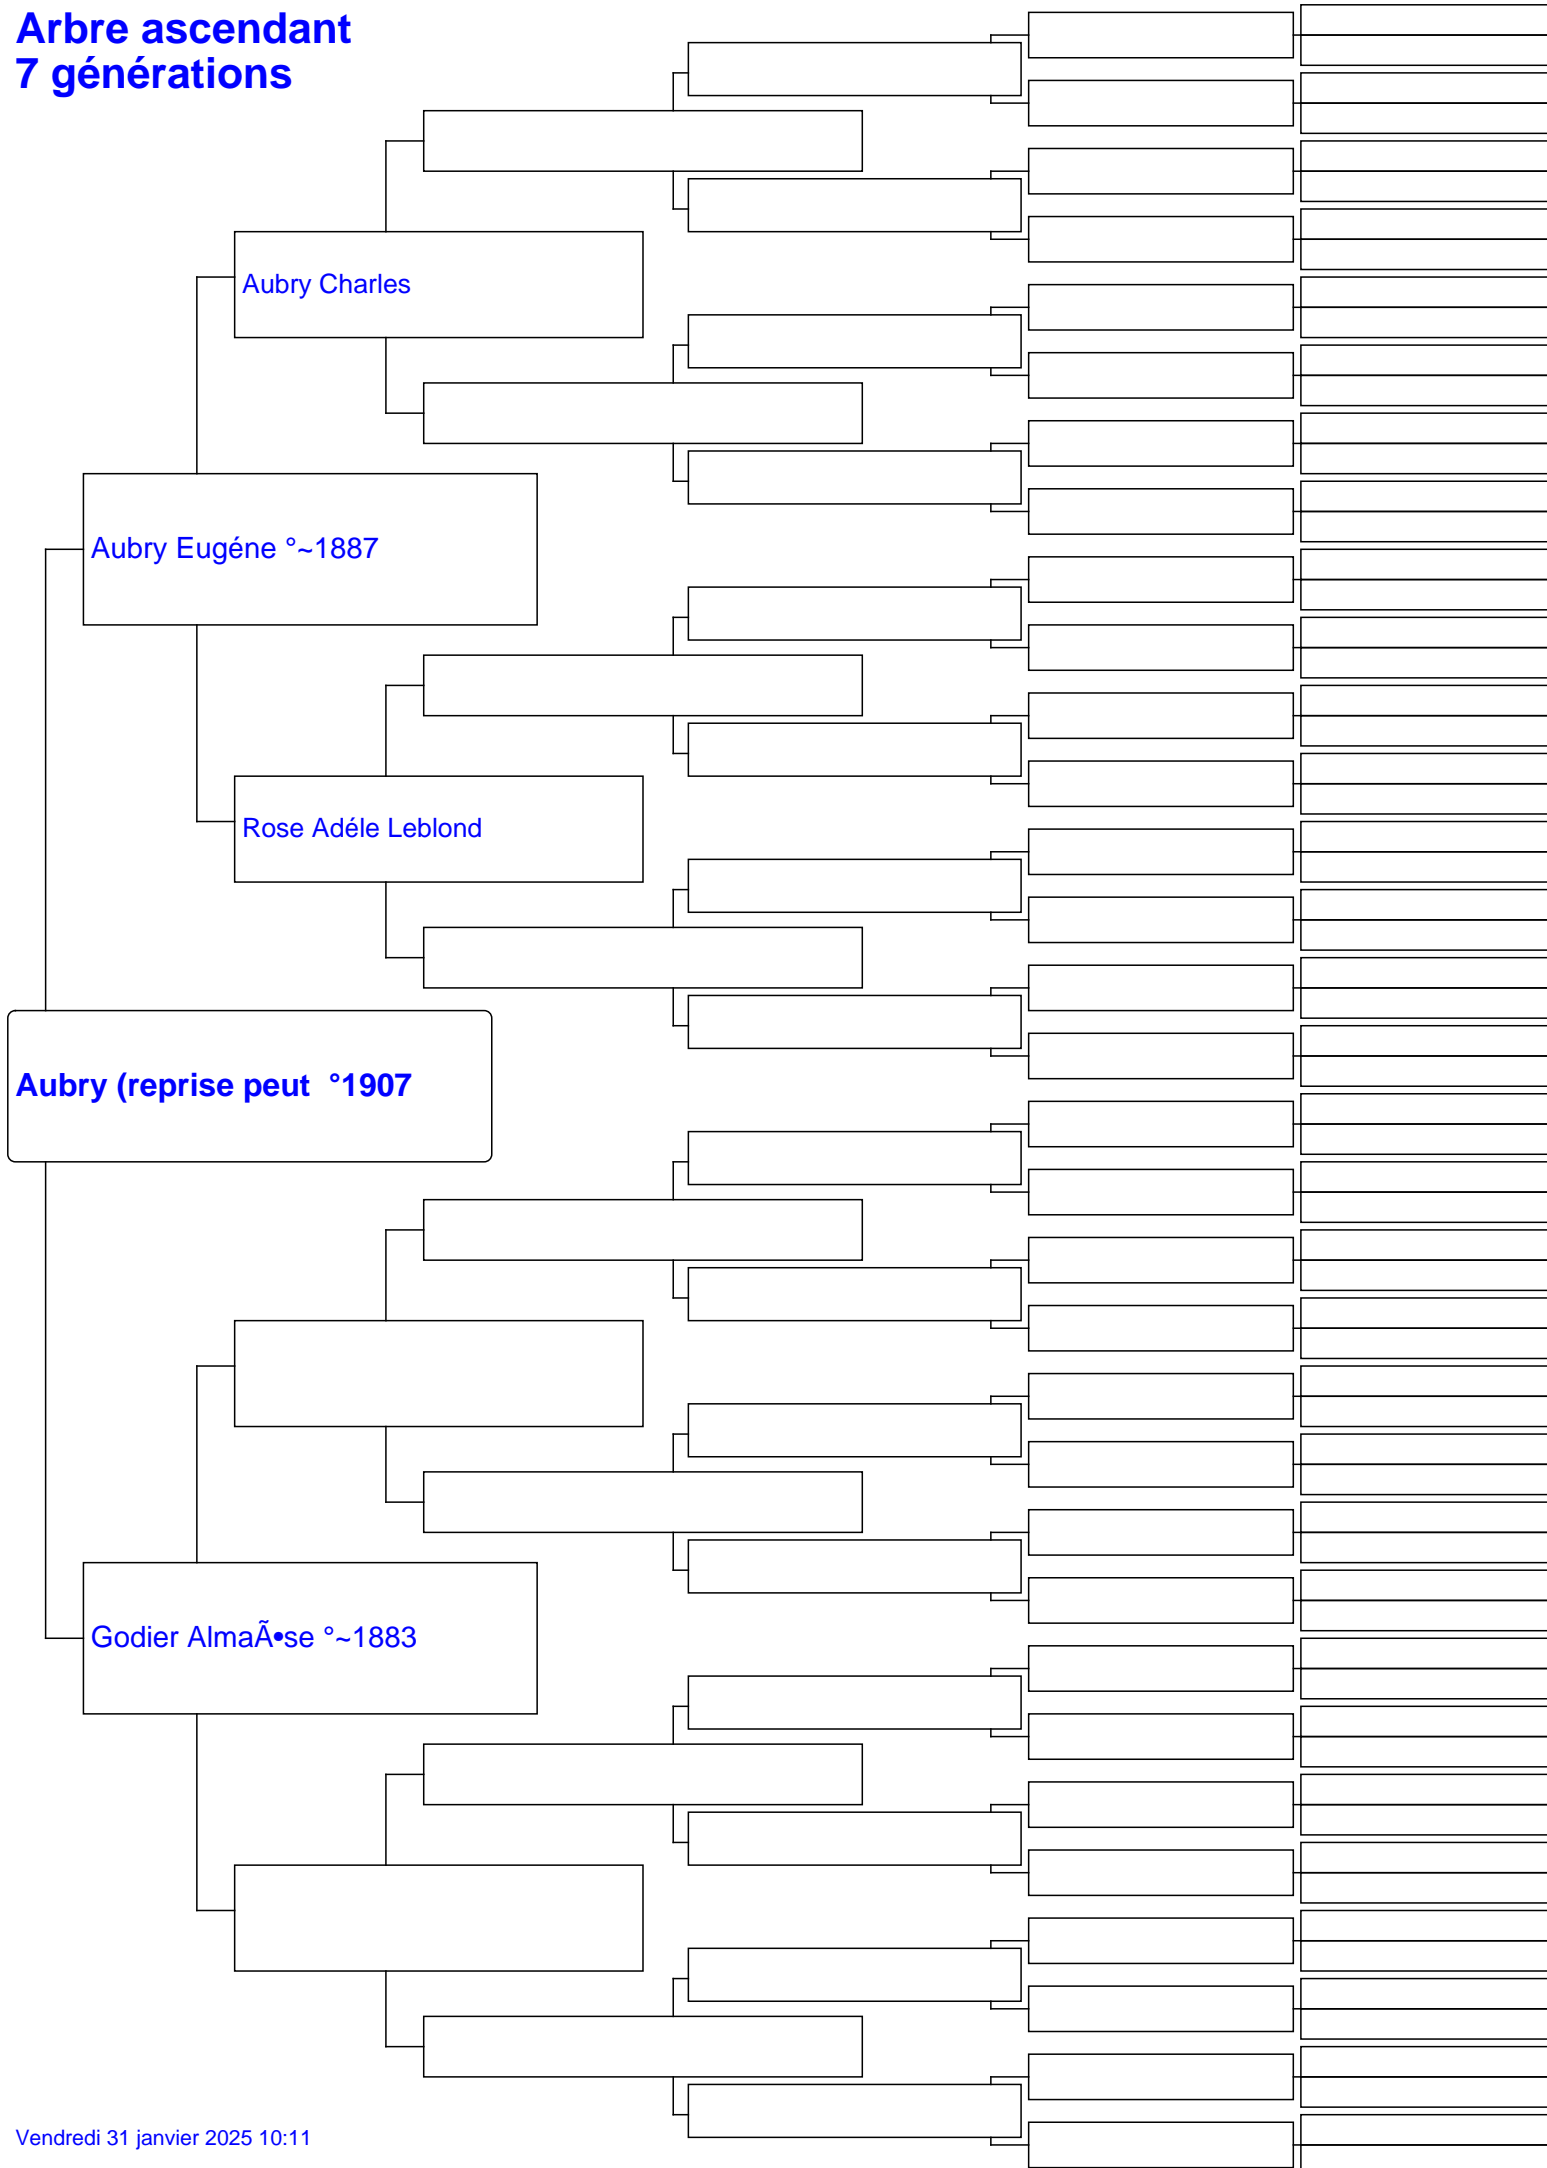 Arbre ascendant
7 générations
Aubry Charles
Aubry Eugéne °~1887
Rose Adéle Leblond
Aubry (reprise peut  °1907
Godier AlmaÃ•se °~1883
Vendredi 31 janvier 2025 10:11